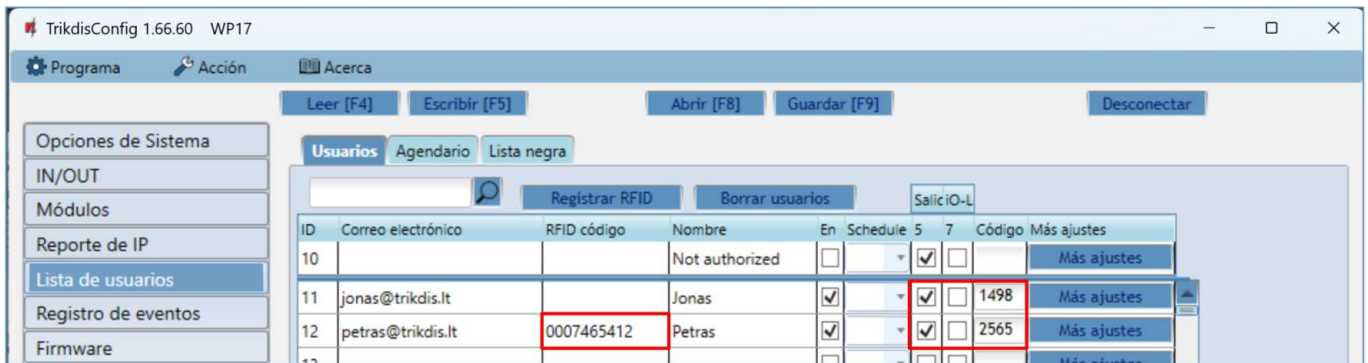 TrikdisConfig 1.66.60 WP17
Programa Acción Acerca
Leer [F4] Escribir [F5] Abrir [F8] Guardar [F9] Desconectar
Opciones de Sistema
IN/OUT
Módulos
Reporte de IP
Lista de usuarios
Registro de eventos
Firmware
Usuarios Agendario Lista negra
Registrar RFID Borrar usuarios Salic iO-L
ID Correo electrónico RFID código Nombre En Schedule 5 7 Código Más ajustes
10 Not authorized Más ajustes
11 jonas@trikdis.lt Jonas 1498 Más ajustes
12 petras@trikdis.lt 0007465412 Petras 2565 Más ajustes